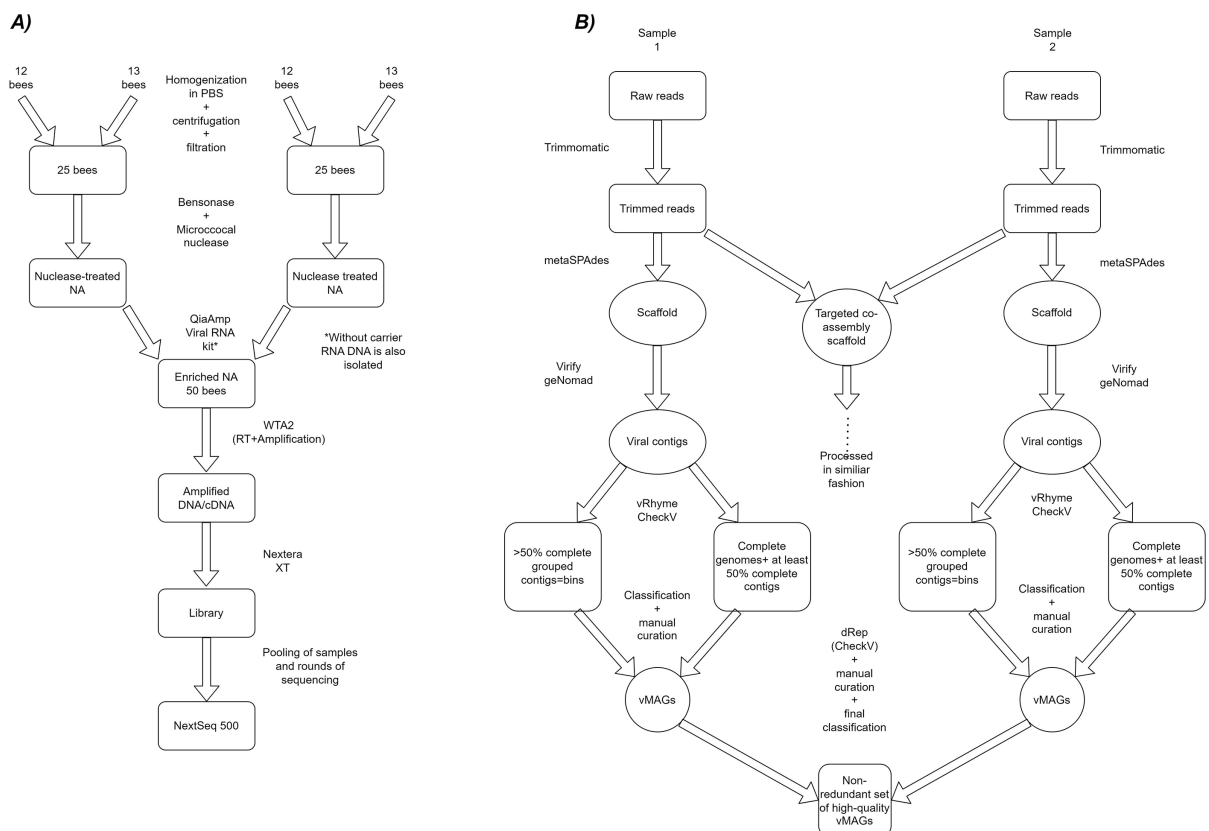 A)
12
bees
13
bees
Homogenization
in PBS
+
centrifugation
+
filtration
12
bees
13
bees
25 bees
25 bees
Bensonase
+
Microccocal
nuclease
Nuclease-treated
NA
Nuclease treated
NA
QiaAmp
Viral RNA
kit*
*Without carrier
RNA DNA is also
isolated
Enriched NA
50 bees
WTA2
(RT+Amplification)
Amplified
DNA/cDNA
Nextera
XT
Library
Pooling of samples
and rounds of
sequencing
NextSeq 500
B)
Sample
1
Sample
2
Raw reads
Raw reads
Trimmomatic
Trimmomatic
Trimmed reads
Trimmed reads
metaSPAdes
metaSPAdes
Scaffold
Targeted co-
assembly
scaffold
Scaffold
Virify
geNomad
Virify
geNomad
Viral contigs
Processed
in similiar
fashion
Viral contigs
vRhyme
CheckV
vRhyme
CheckV
>50% complete
grouped
contigs=bins
Complete
genomes+ at least
50% complete
contigs
>50% complete
grouped
contigs=bins
Complete
genomes+ at least
50% complete
contigs
Classification
+
manual
curation
Classification
+
manual
curation
dRep
(CheckV)
+
manual
curation
+
final
classification
vMAGs
vMAGs
Non-
redundant set
of high-quality
vMAGs